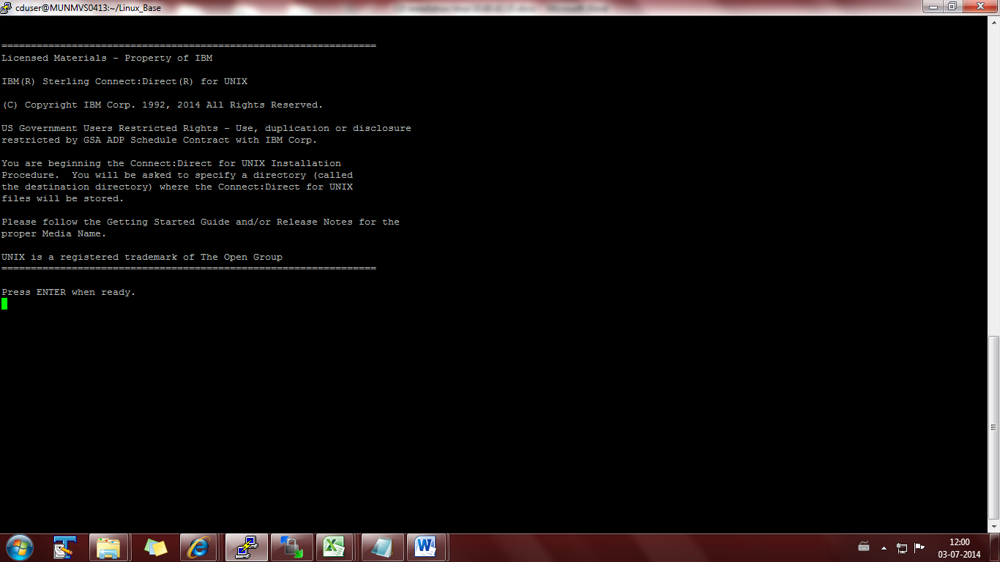 cduser@MUNMVS0413:~/Linux_Base
================================================================
Licensed Materials - Property of IBM
IBM(R) Sterling Connect:Direct(R) for UNIX
(C) Copyright IBM Corp. 1992, 2014 All Rights Reserved.
US Government Users Restricted Rights - Use, duplication or disclosure
restricted by GSA ADP Schedule Contract with IBM Corp.
You are beginning the Connect:Direct for UNIX Installation
Procedure.  You will be asked to specify a directory (called
the destination directory) where the Connect:Direct for UNIX
files will be stored.
Please follow the Getting Started Guide and/or Release Notes for the
proper Media Name.
UNIX is a registered trademark of The Open Group
================================================================
Press ENTER when ready.
12:00
03-07-2014